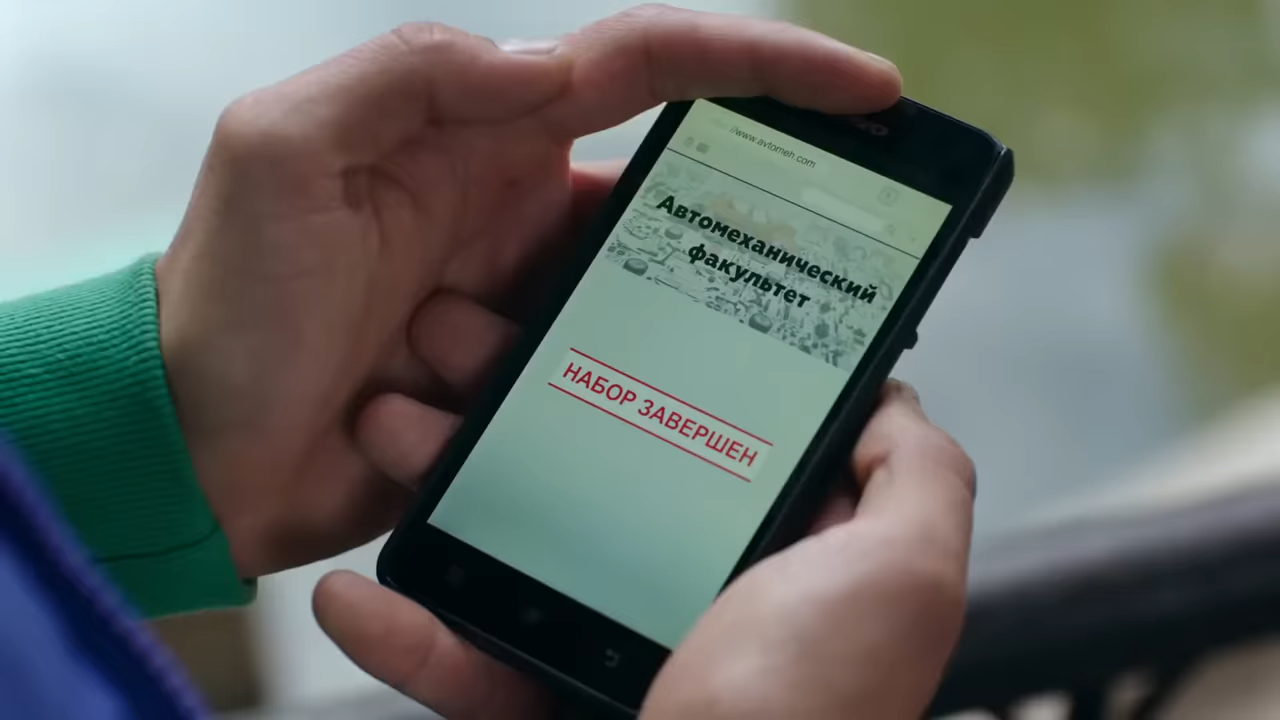 //www.avtomeh.com
Автомеханический
факультет
НАБОР ЗАВЕРШЕН